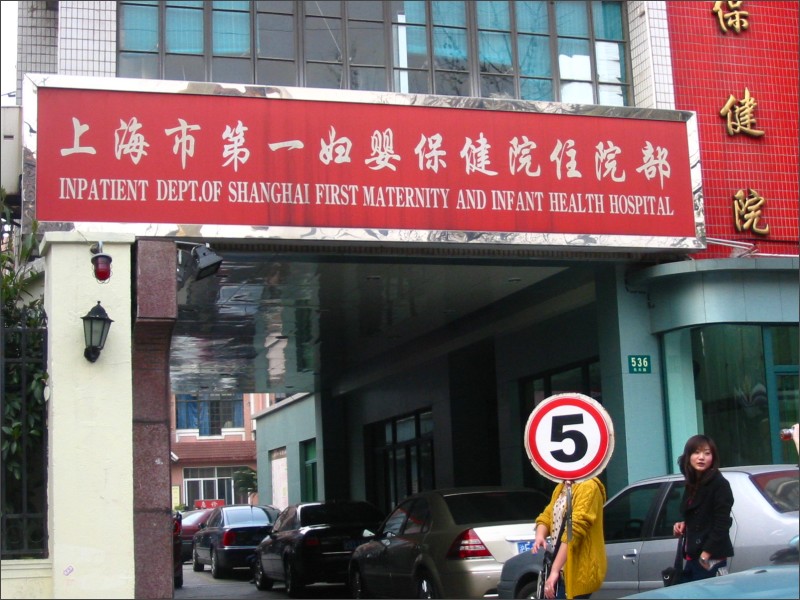 上海市第一妇婴保健院住院部
INPATIENT DEPT.OF SHANGHAI FIRST MATERNITY AND INFANT HEALTH HOSPITAL
保健院
536
5